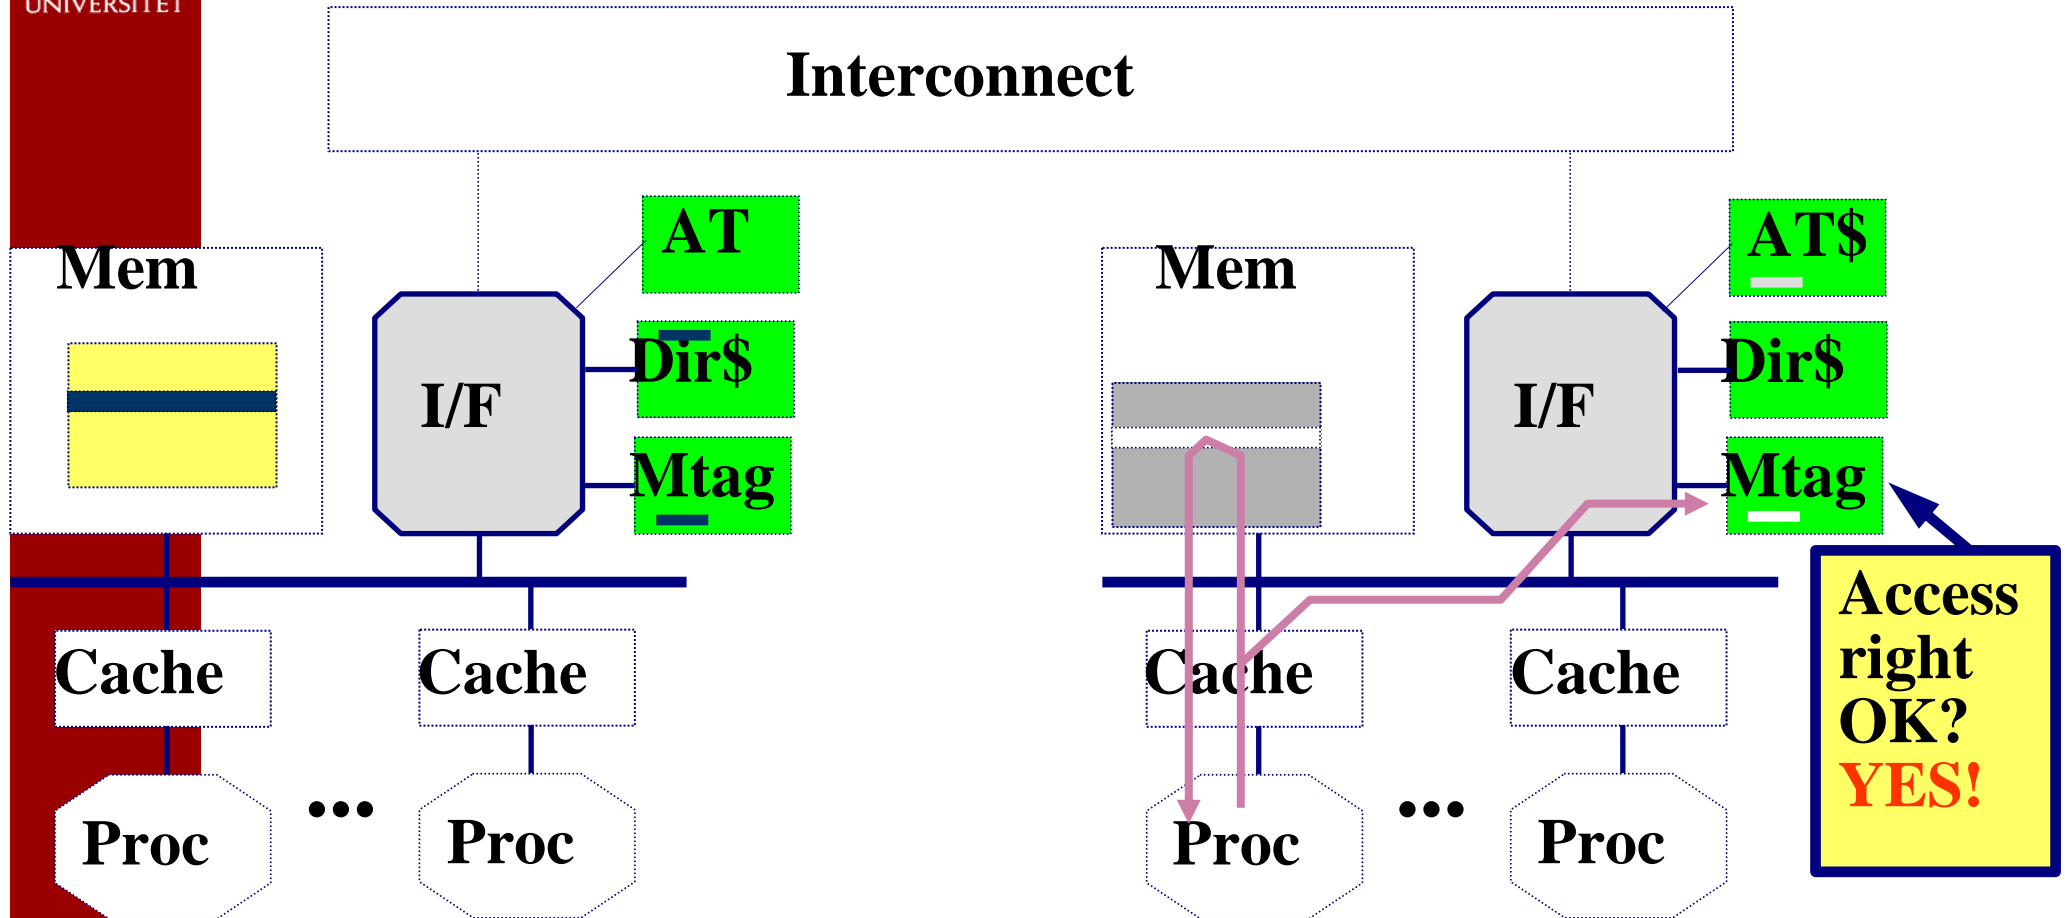 UNIVERSITET
Interconnect
AT
AT$
Mem
Mem
Dir$
Dir$
I/F
I/F
Mtag
Mtag
Access
right
OK?
YES!
Cache
Cache
Cache
Cache
•••
•••
Proc
Proc
Proc
Proc